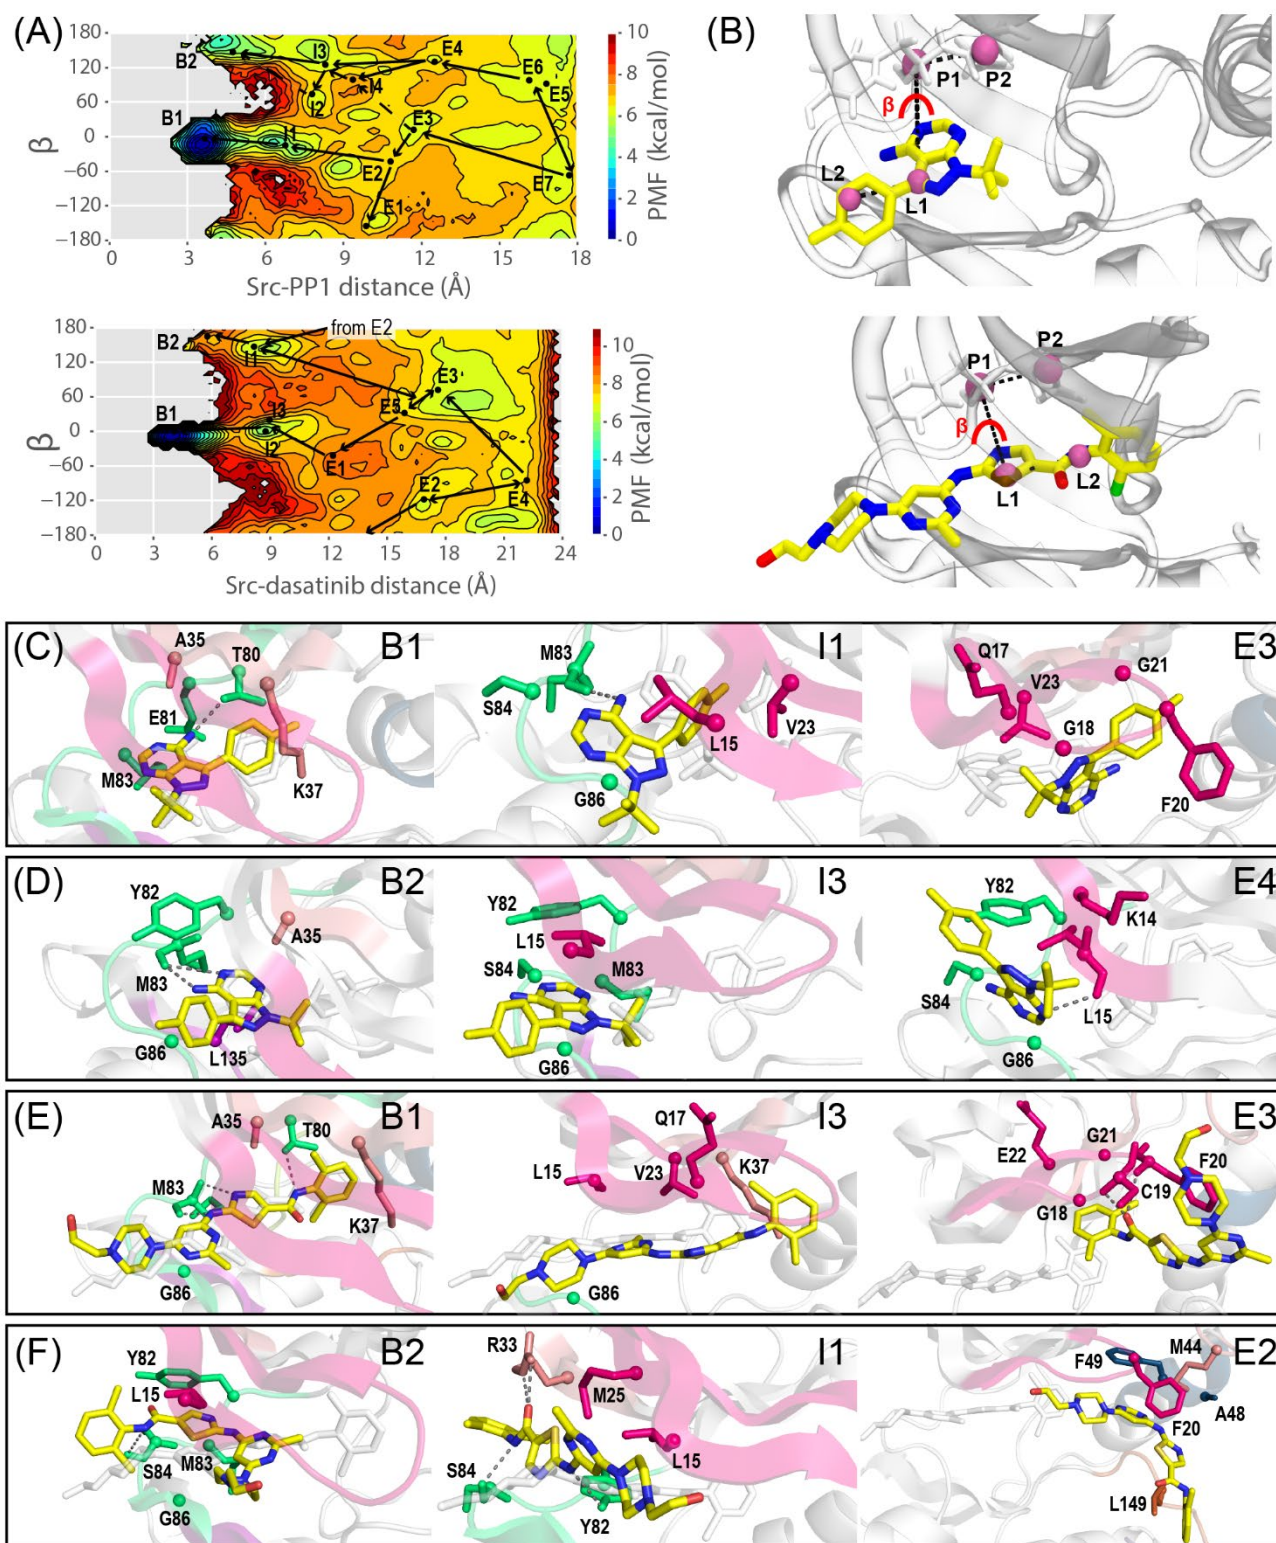 (A)
180
120
60
0
−60
−120
−180
β
B2
I3
E4
E6
I4
E5
I2
B1
E3
I1
E2
E7
E1
0 3 6 9 12 15 18
Src-PP1 distance (Å)
10
8
6
4
2
0
PMF (kcal/mol)
180
120
60
0
−60
−120
−180
β
from E2
B2
I1
E3
E5
B1
I3
I2
E1
E2
E4
0 3 6 9 12 15 18 21 24
Src-dasatinib distance (Å)
10
8
6
4
2
0
PMF (kcal/mol)
(B)
P1 P2
β
L2
L1
P2
P1
β
L2
L1
(C)
B1
A35
T80
E81
M83
K37
I1
M83
S84
L15
V23
G86
E3
Q17
G21
V23
G18
F20
(D)
B2
Y82
A35
M83
G86
L135
I3
Y82
L15
S84
M83
G86
E4
Y82
K14
S84
L15
G86
(E)
B1
A35
T80
M83
K37
G86
I3
Q17
L15
V23
K37
G86
E3
E22
G21
F20
C19
G18
(F)
B2
Y82
L15
S84
M83
G86
I1
R33
M25
L15
S84
Y82
E2
F49
M44
A48
F20
L149